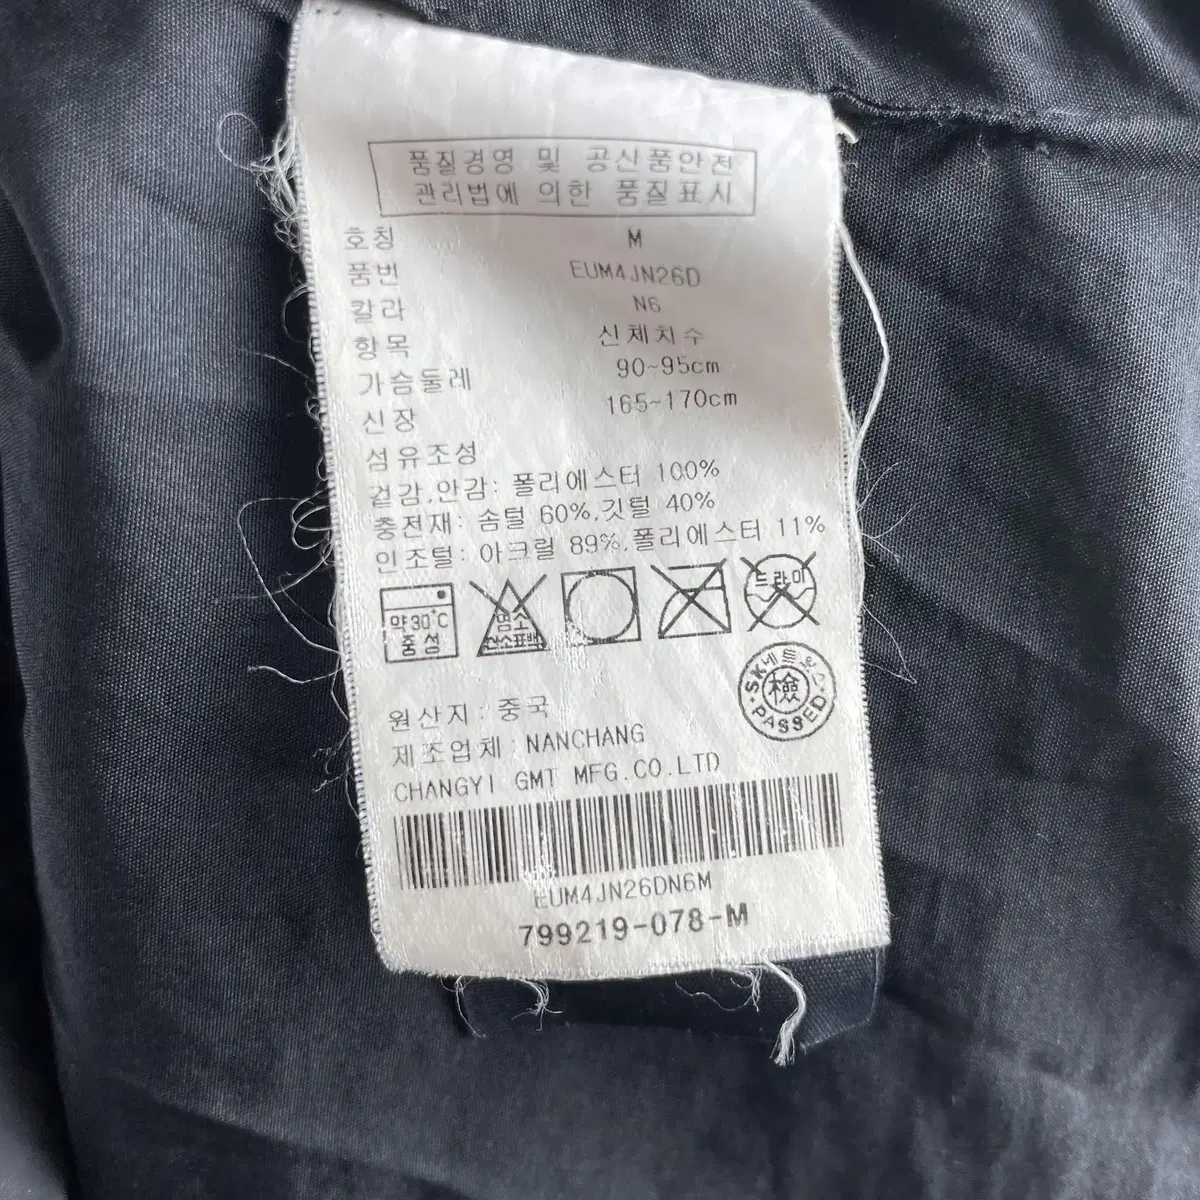 품질경영 및 공산품안전
관리법에 의한 품질표시
호칭 M
품번 EUM4JN26D
칼라 N6
항목 신체치수
가슴둘레 90~95cm
신장 165~170cm
섬유조성
겉감,안감: 폴리에스터 100%
충전재: 솜털 60%,깃털 40%
인조털: 아크릴 89%,폴리에스터 11%
약30°C
중성
염소
산소표백
드라이
SK네트웍스
檢
PASSED
원산지: 중국
제조업체: NANCHANG
CHANGYI GMT MFG.CO.LTD
EUM4JN26DN6M
799219-078-M